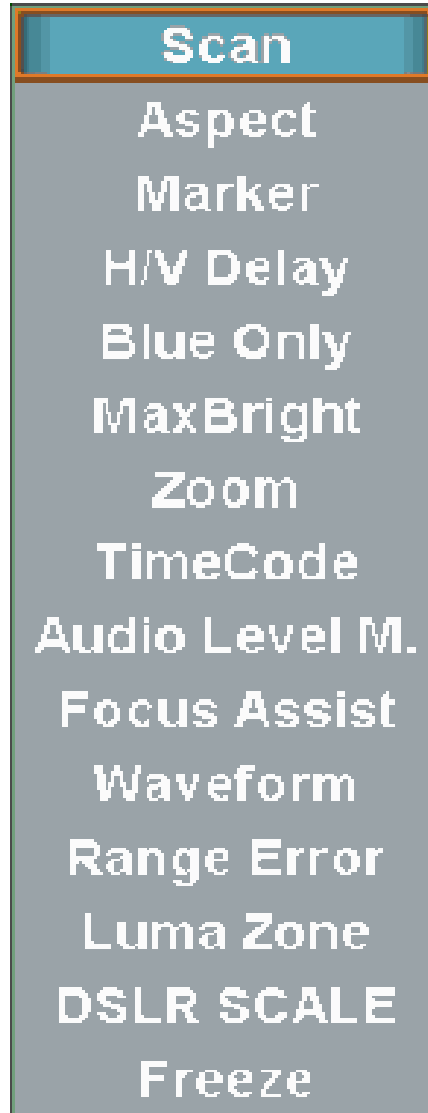 Scan
Aspect
Marker
H/V Delay
Blue Only
MaxBright
Zoom
TimeCode
Audio Level M.
Focus Assist
Waveform
Range Error
Luma Zone
DSLR SCALE
Freeze